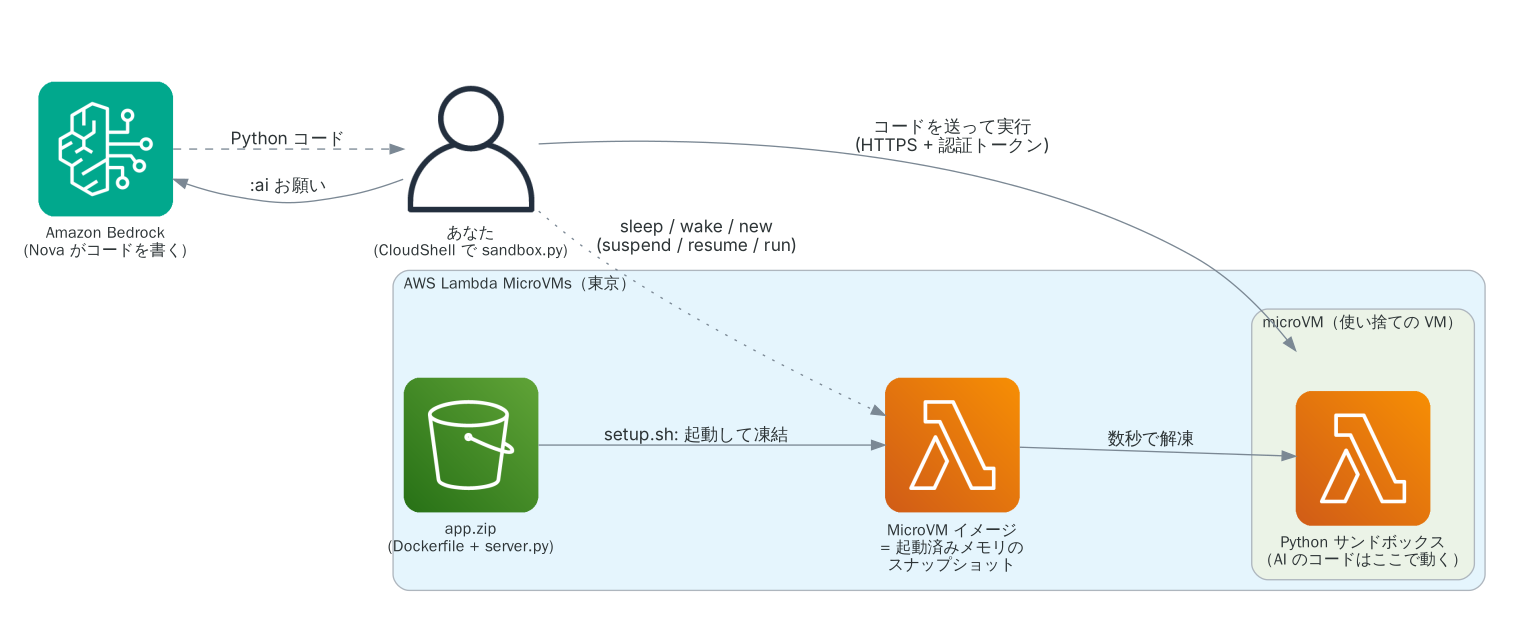 Python コード
:ai お願い
Amazon Bedrock
(Nova がコードを書く)
あなた
(CloudShell で sandbox.py)
コードを送って実行
(HTTPS + 認証トークン)
sleep / wake / new
(suspend / resume / run)
AWS Lambda MicroVMs（東京）
microVM（使い捨ての VM）
setup.sh: 起動して凍結
数秒で解凍
app.zip
(Dockerfile + server.py)
MicroVM イメージ
= 起動済みメモリの
スナップショット
Python サンドボックス
（AI のコードはここで動く）